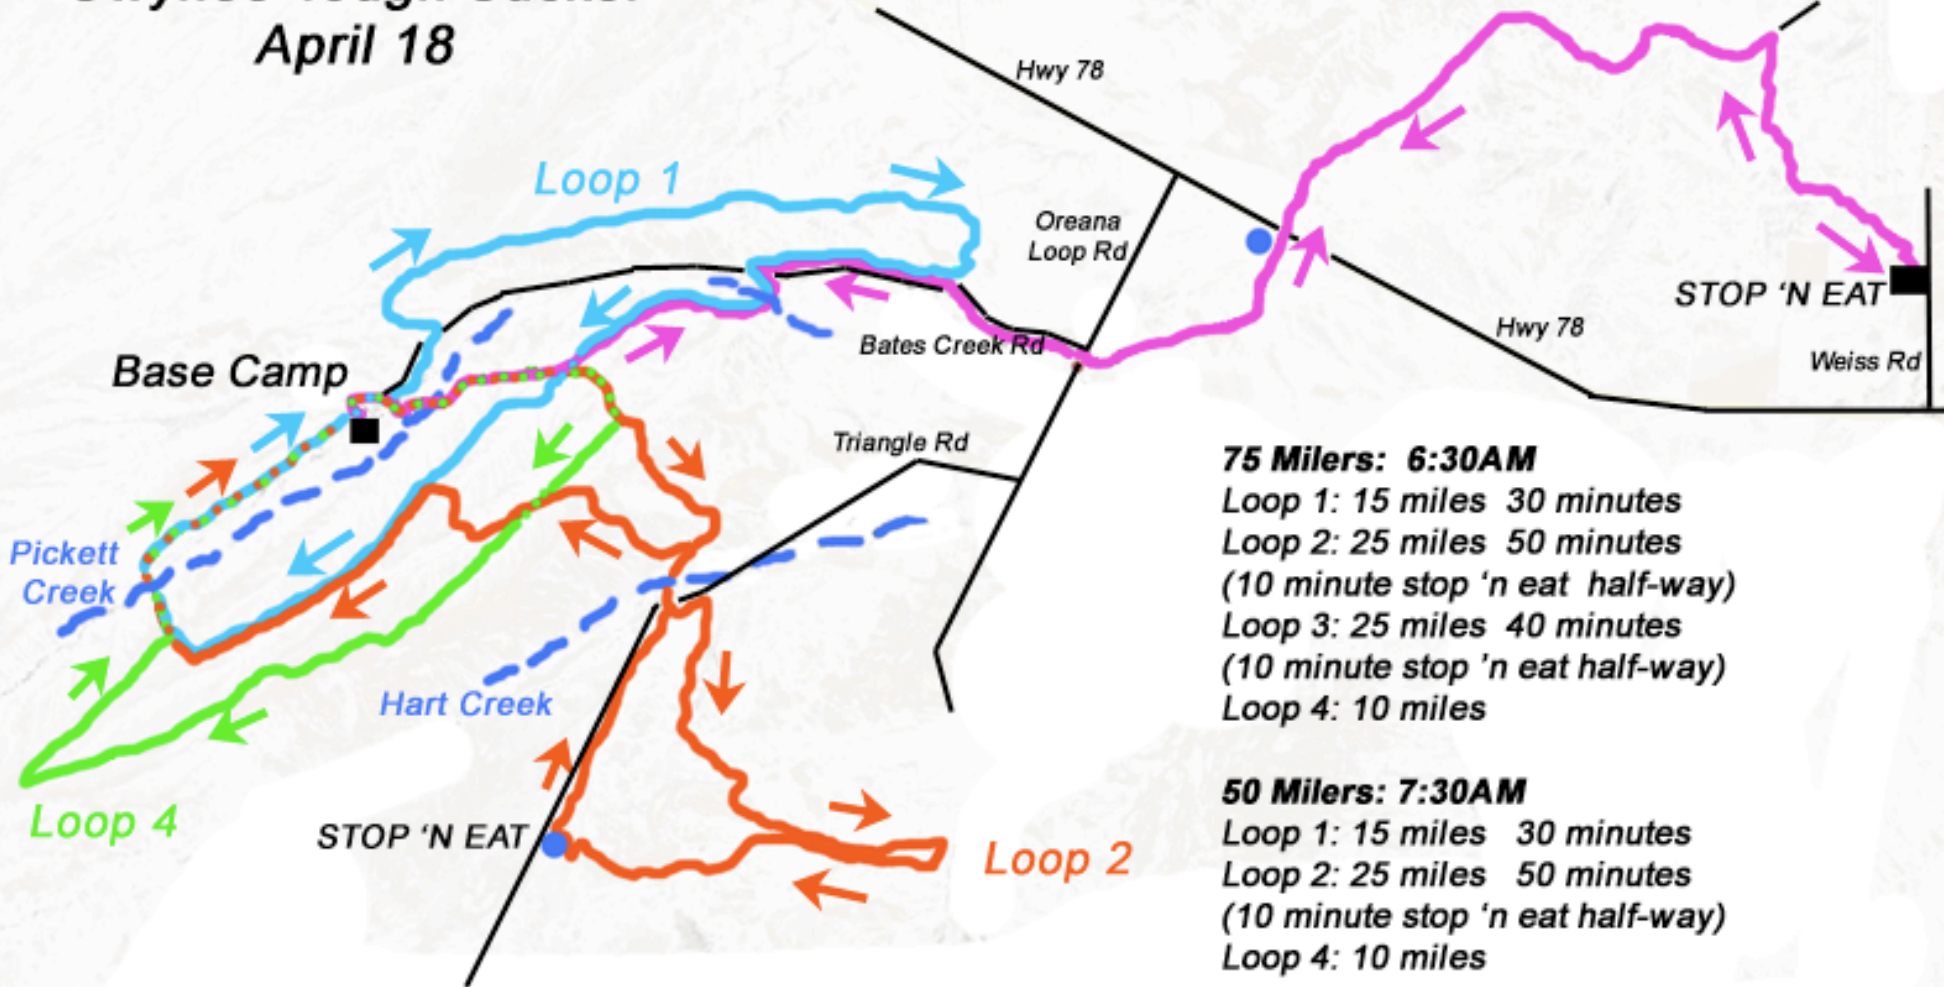 April 18
Hwy 78
Loop 1
Oreana
Loop Rd
STOP ‘N EAT
Hwy 78
Bates Creek Rd
Weiss Rd
Base Camp
Triangle Rd
Pickett
Creek
Hart Creek
Loop 4
STOP ‘N EAT
Loop 2
75 Milers: 6:30AM
Loop 1: 15 miles 30 minutes
Loop 2: 25 miles 50 minutes
(10 minute stop ‘n eat half-way)
Loop 3: 25 miles 40 minutes
(10 minute stop ’n eat half-way)
Loop 4: 10 miles
50 Milers: 7:30AM
Loop 1: 15 miles 30 minutes
Loop 2: 25 miles 50 minutes
(10 minute stop ‘n eat half-way)
Loop 4: 10 miles